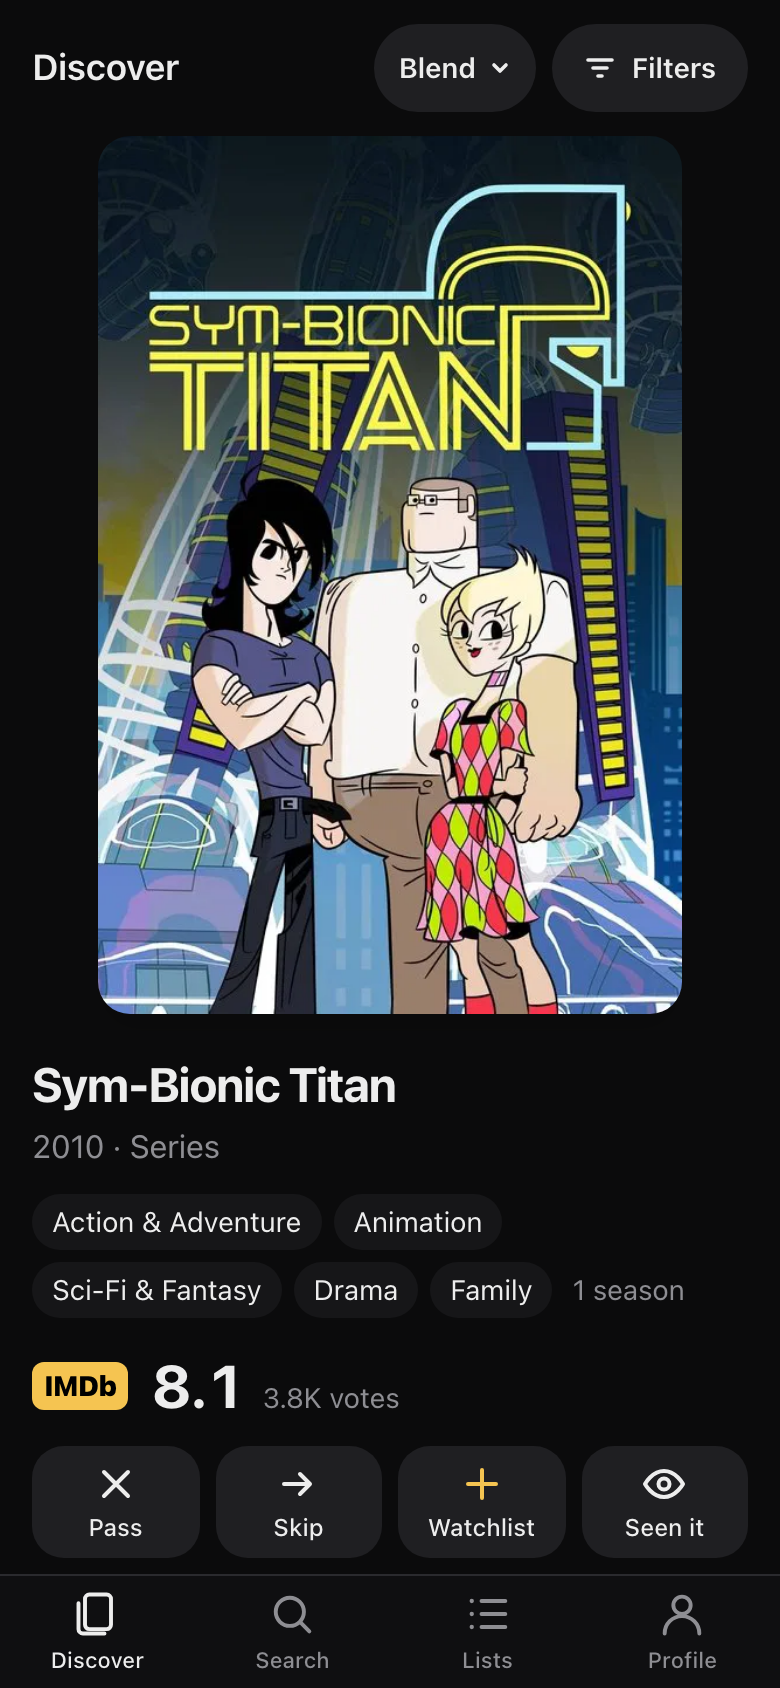 Discover
Blend
Filters
SYM-BIONIC
TITAN
Sym-Bionic Titan
2010 · Series
Action & Adventure
Animation
Sci-Fi & Fantasy
Drama
Family
1 season
IMDb
8.1
3.8K votes
Pass
Skip
Watchlist
Seen it
Discover
Search
Lists
Profile